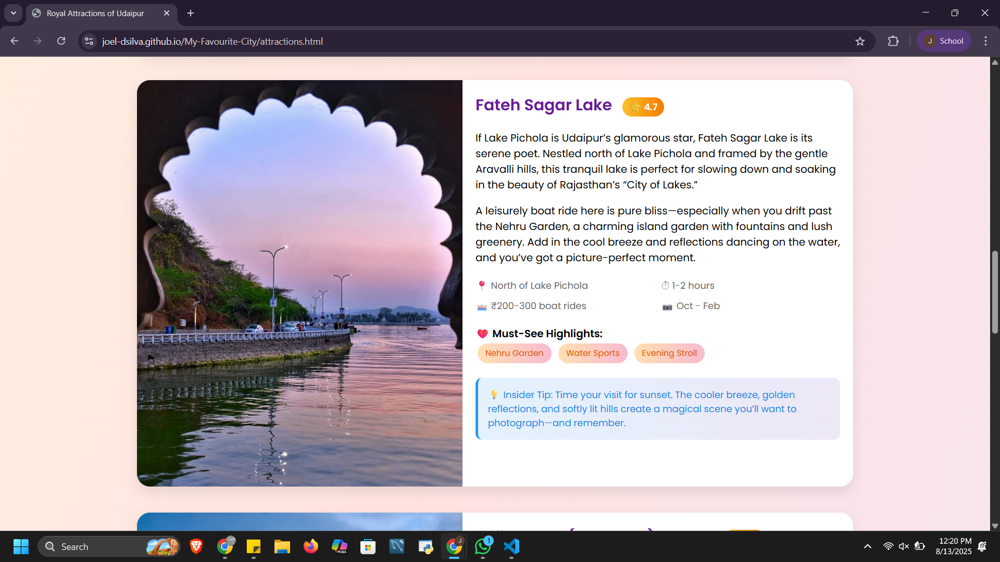 Royal Attractions of Udaipur
joel-dsilva.github.io/My-Favourite-City/attractions.html
J School
Fateh Sagar Lake ⭐ 4.7
If Lake Pichola is Udaipur’s glamorous star, Fateh Sagar Lake is its
serene poet. Nestled north of Lake Pichola and framed by the gentle
Aravalli hills, this tranquil lake is perfect for slowing down and soaking
in the beauty of Rajasthan’s “City of Lakes.”
A leisurely boat ride here is pure bliss—especially when you drift past
the Nehru Garden, a charming island garden with fountains and lush
greenery. Add in the cool breeze and reflections dancing on the water,
and you’ve got a picture-perfect moment.
📍 North of Lake Pichola ⏱ 1-2 hours
🚤 ₹200-300 boat rides 📷 Oct - Feb
❤️ Must-See Highlights:
Nehru Garden Water Sports Evening Stroll
💡 Insider Tip: Time your visit for sunset. The cooler breeze, golden
reflections, and softly lit hills create a magical scene you’ll want to
photograph—and remember.
Search
M365
J
1
12:20 PM
8/13/2025